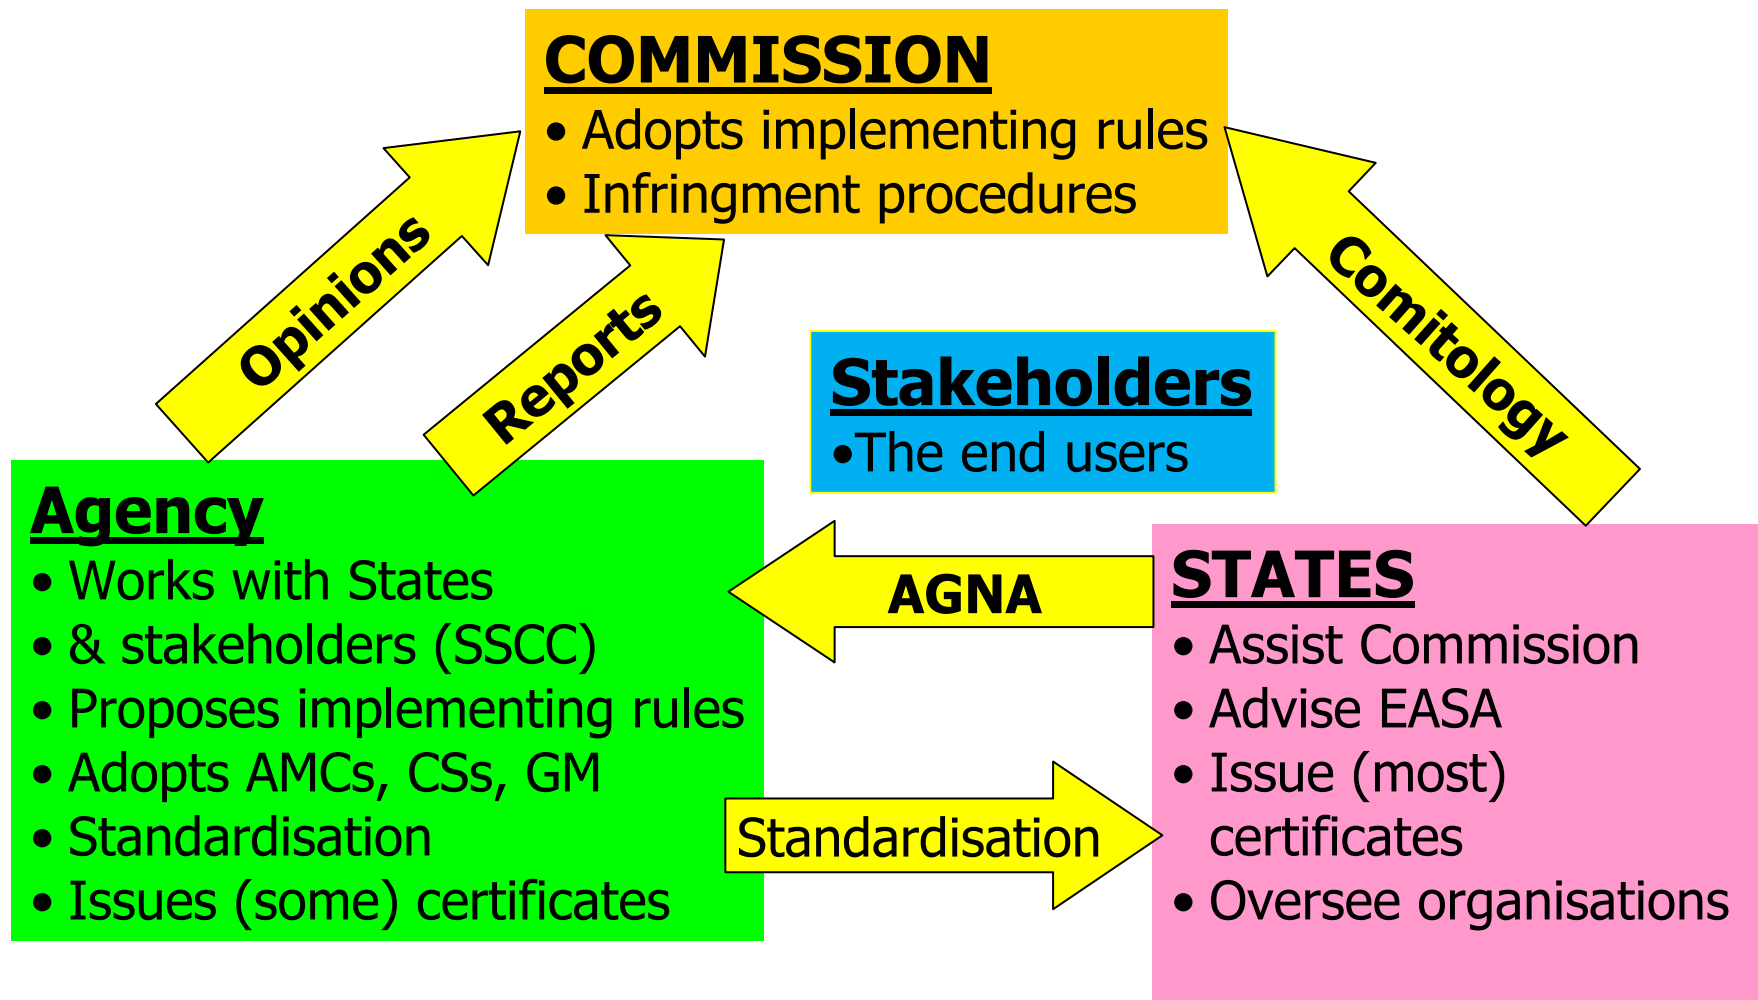 COMMISSION
• Adopts implementing rules
• Infringment procedures
Opinions
Reports
Comitology
Stakeholders
•The end users
Agency
• Works with States
• & stakeholders (SSCC)
• Proposes implementing rules
• Adopts AMCs, CSs, GM
• Standardisation
• Issues (some) certificates
AGNA
Standardisation
STATES
• Assist Commission
• Advise EASA
• Issue (most)
certificates
• Oversee organisations